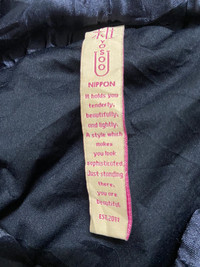 YOSOO
NIPPON
It holds you
tenderly,
beautifully,
and lightly.
A style which
makes
you look
sophisticated.
Just standing
there,
you are
beautiful.
EST.2011